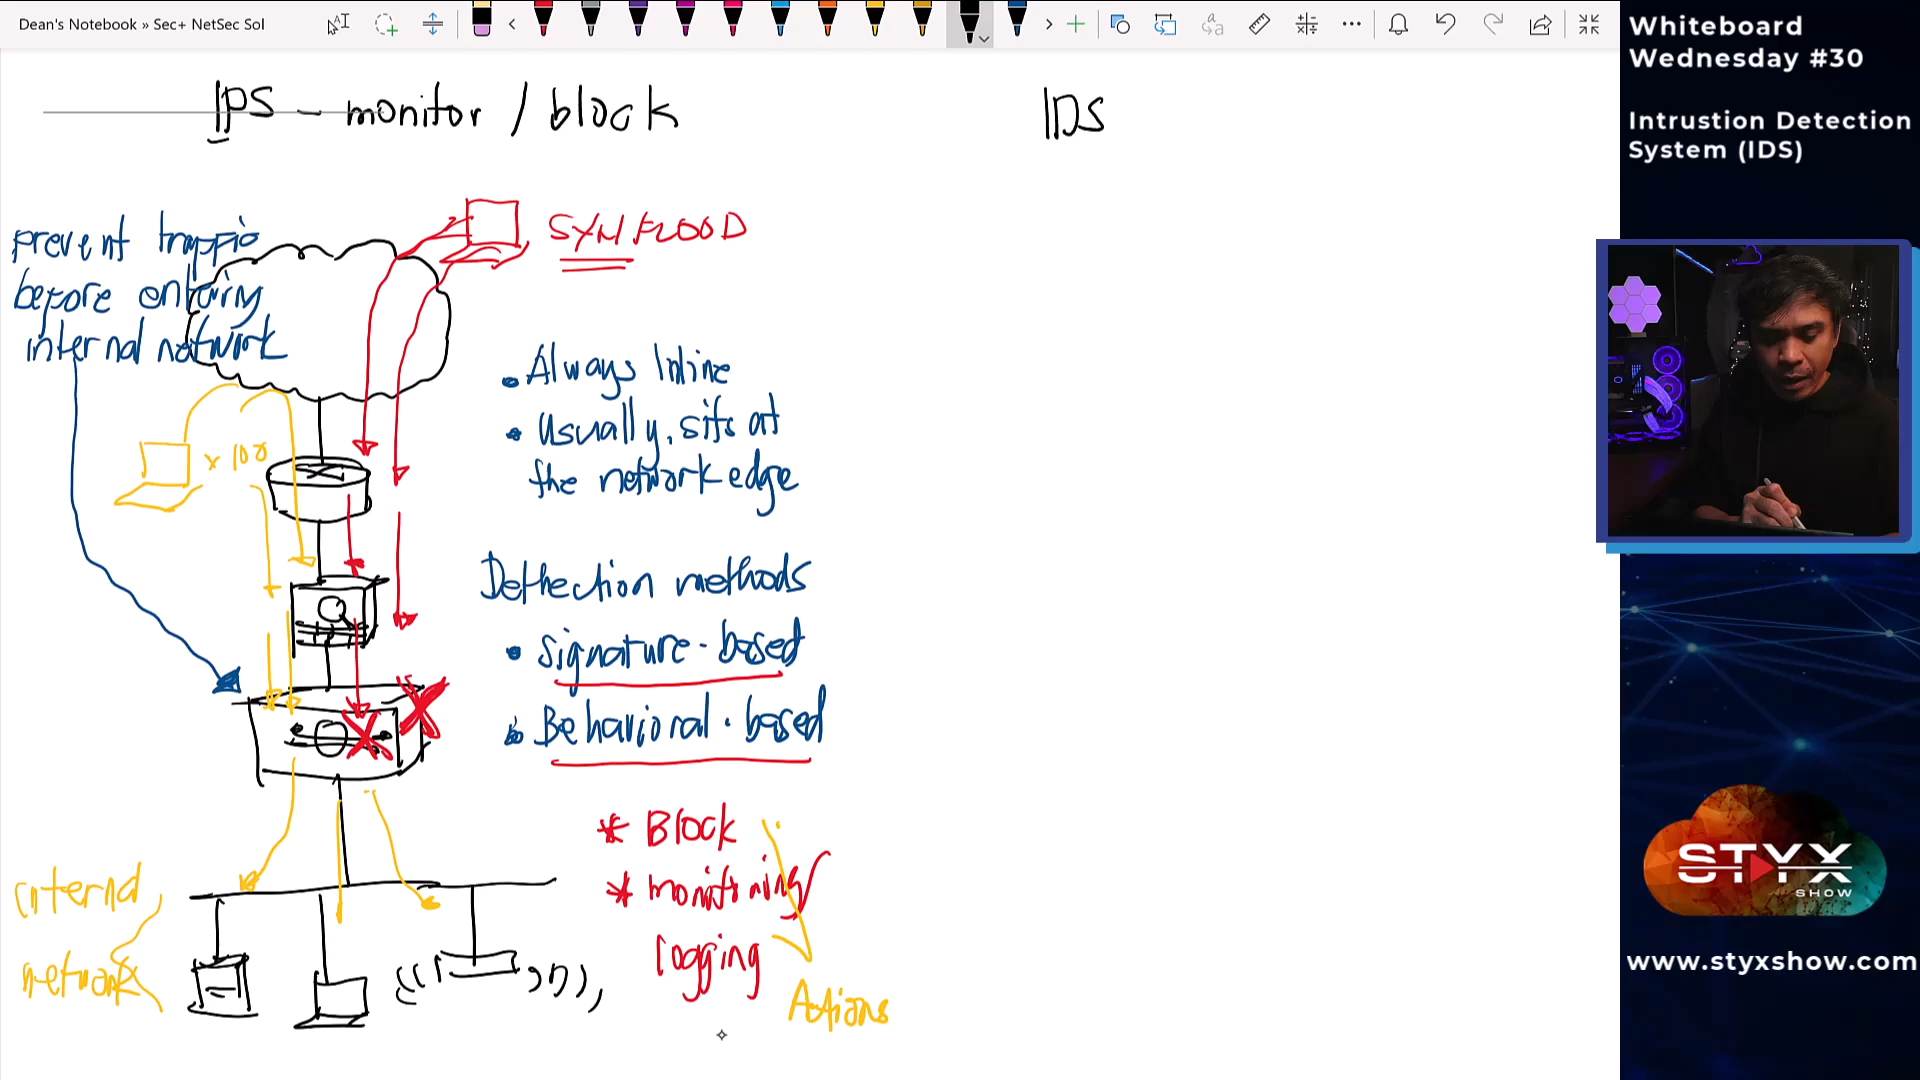 Dean's Notebook » Sec+ NetSec Sol
IPS - monitor / block
IDS
prevent traffic
before entering
internal network
SYN FLOOD
• Always Inline
• Usually, sits at
the network edge
x 100
Dethection methods
• Signature-based
• Behavioral-based
* Block
* monitoring/
logging
Actions
internal
network
Whiteboard
Wednesday #30
Intrustion Detection
System (IDS)
STYX
SHOW
www.styxshow.com